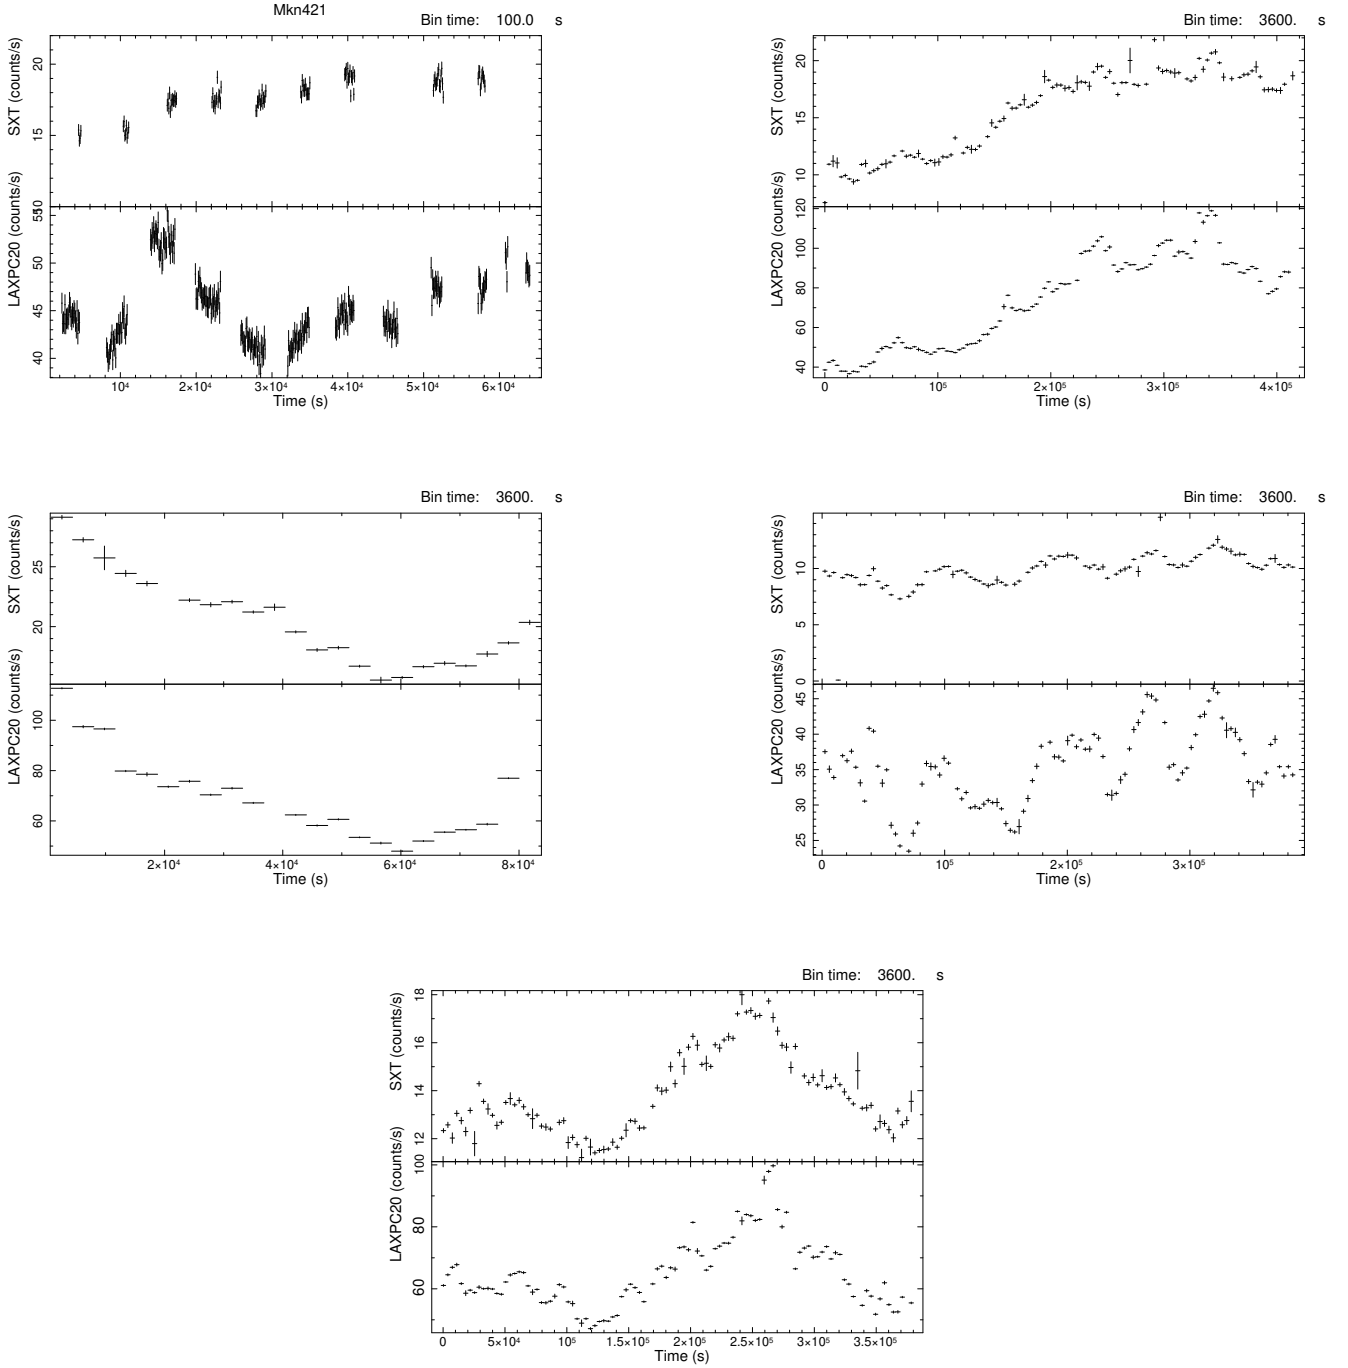 Mkn421
Bin time: 100.0 s
SXT (counts/s)
20
15
10
LAXPC20 (counts/s)
55
50
45
40
10⁴ 2×10⁴ 3×10⁴ 4×10⁴ 5×10⁴ 6×10⁴
Time (s)
Bin time: 3600. s
SXT (counts/s)
20
15
10
LAXPC20 (counts/s)
120
100
80
60
40
0 10⁵ 2×10⁵ 3×10⁵ 4×10⁵
Time (s)
Bin time: 3600. s
SXT (counts/s)
25
20
LAXPC20 (counts/s)
100
80
60
2×10⁴ 4×10⁴ 6×10⁴ 8×10⁴
Time (s)
Bin time: 3600. s
SXT (counts/s)
10
5
0
LAXPC20 (counts/s)
45
40
35
30
25
0 10⁵ 2×10⁵ 3×10⁵
Time (s)
Bin time: 3600. s
SXT (counts/s)
18
16
14
12
LAXPC20 (counts/s)
100
80
60
0 5×10⁴ 10⁵ 1.5×10⁵ 2×10⁵ 2.5×10⁵ 3×10⁵ 3.5×10⁵
Time (s)